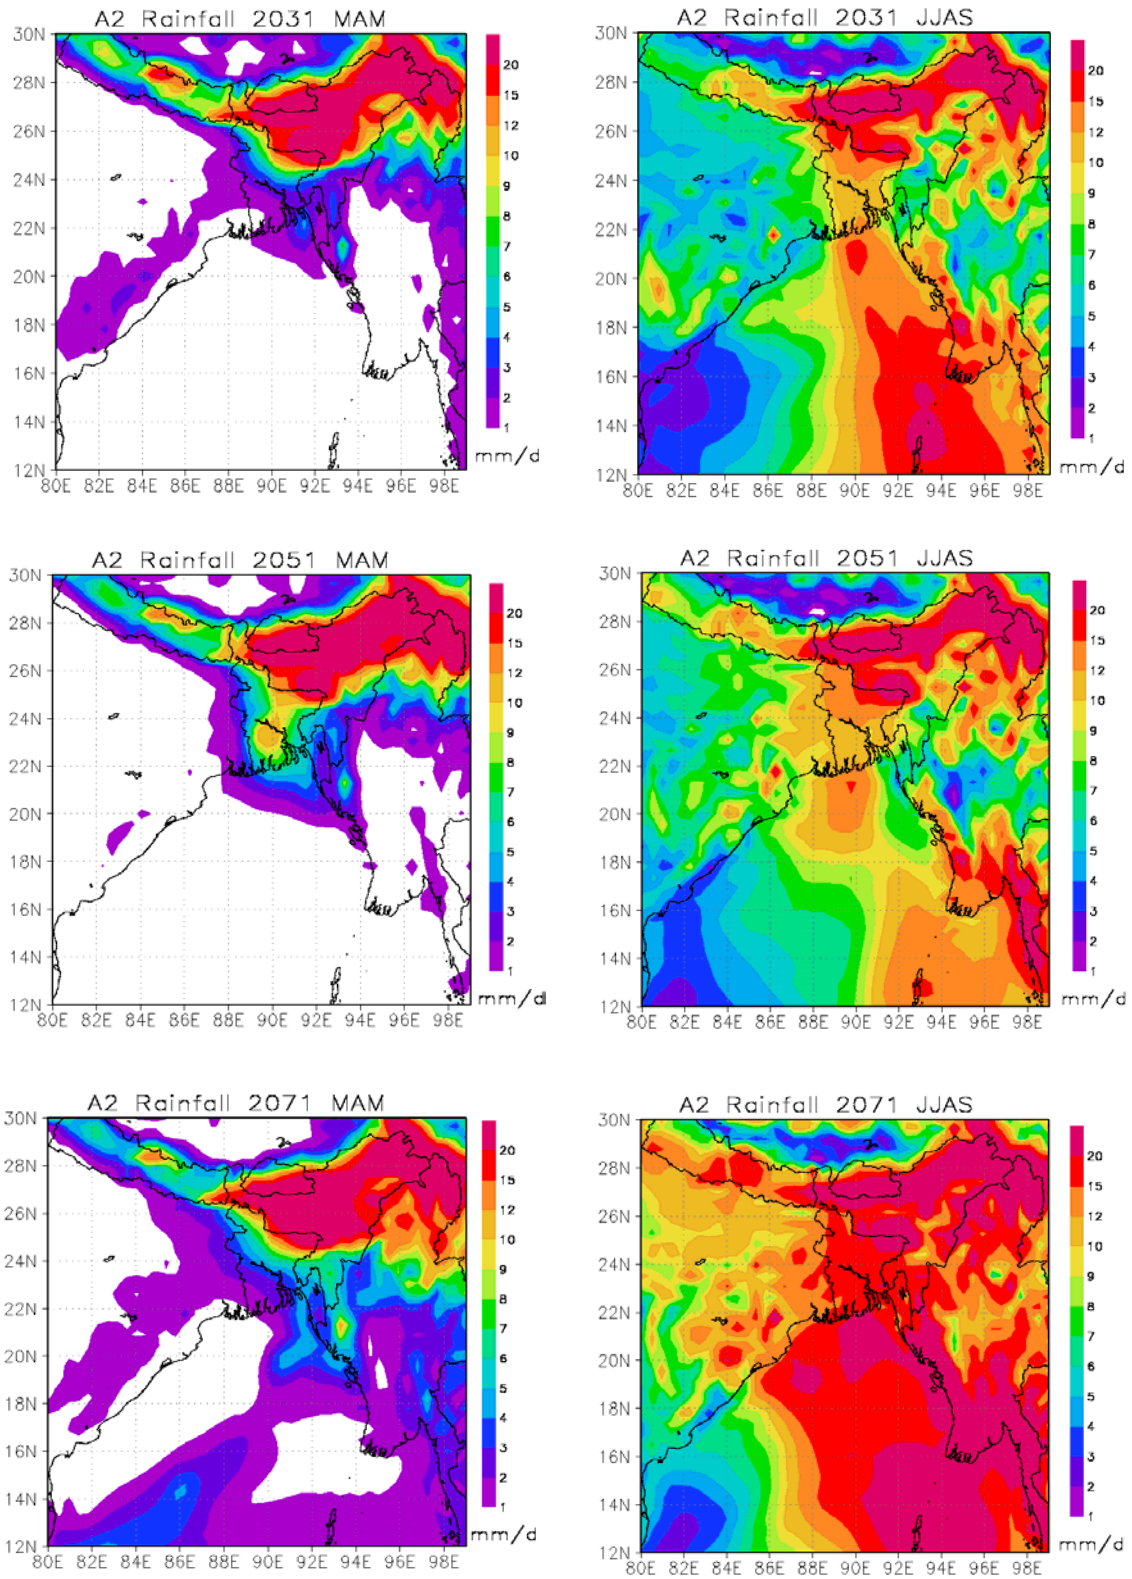 A2 Rainfall 2031 MAM
30N
28N
26N
24N
22N
20N
18N
16N
14N
12N
80E 82E 84E 86E 88E 90E 92E 94E 96E 98E
20
15
12
10
9
8
7
6
5
4
3
2
1
mm/d
A2 Rainfall 2031 JJAS
30N
28N
26N
24N
22N
20N
18N
16N
14N
12N
80E 82E 84E 86E 88E 90E 92E 94E 96E 98E
20
15
12
10
9
8
7
6
5
4
3
2
1
mm/d
A2 Rainfall 2051 MAM
30N
28N
26N
24N
22N
20N
18N
16N
14N
12N
80E 82E 84E 86E 88E 90E 92E 94E 96E 98E
20
15
12
10
9
8
7
6
5
4
3
2
1
mm/d
A2 Rainfall 2051 JJAS
30N
28N
26N
24N
22N
20N
18N
16N
14N
12N
80E 82E 84E 86E 88E 90E 92E 94E 96E 98E
20
15
12
10
9
8
7
6
5
4
3
2
1
mm/d
A2 Rainfall 2071 MAM
30N
28N
26N
24N
22N
20N
18N
16N
14N
12N
80E 82E 84E 86E 88E 90E 92E 94E 96E 98E
20
15
12
10
9
8
7
6
5
4
3
2
1
mm/d
A2 Rainfall 2071 JJAS
30N
28N
26N
24N
22N
20N
18N
16N
14N
12N
80E 82E 84E 86E 88E 90E 92E 94E 96E 98E
20
15
12
10
9
8
7
6
5
4
3
2
1
mm/d